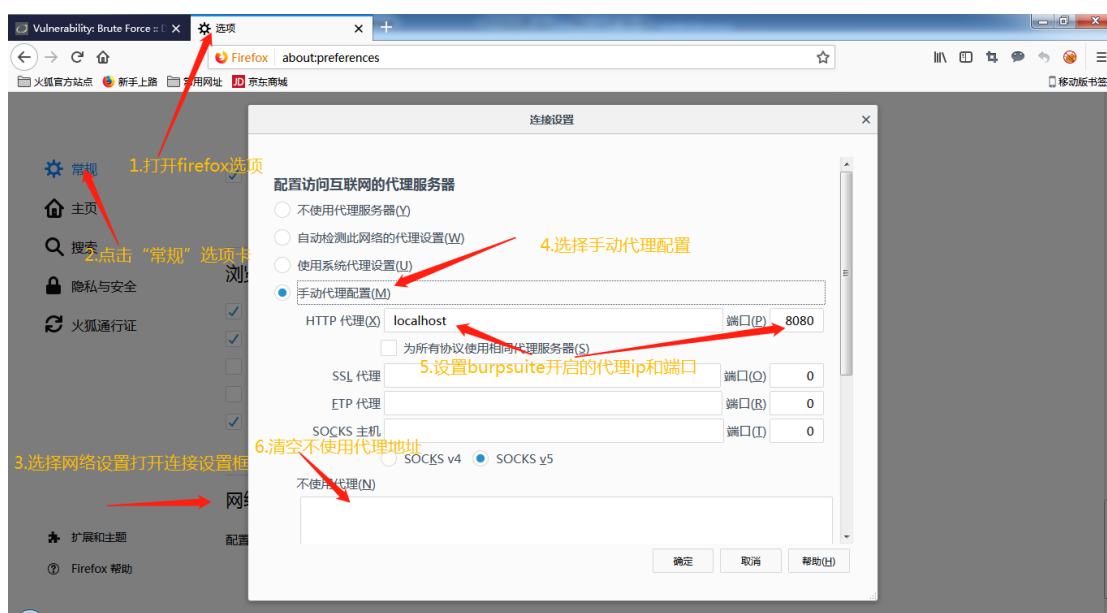 Vulnerability: Brute Force :: D
选项
Firefox about:preferences
火狐官方站点 新手上路 常用网址 JD 京东商城 移动版书签
连接设置
常规
1.打开firefox选项
配置访问互联网的代理服务器
主页
不使用代理服务器(Y)
搜索
2.点击“常规”选项卡
自动检测此网络的代理设置(W)
4.选择手动代理配置
浏
使用系统代理设置(U)
隐私与安全
手动代理配置(M)
火狐通行证
HTTP 代理(X) localhost 端口(P) 8080
为所有协议使用相同代理服务器(S)
5.设置burpsuite开启的代理ip和端口
SSL 代理 端口(O) 0
FTP 代理 端口(R) 0
SOCKS 主机 端口(T) 0
6.清空不使用代理地址
SOCKS v4 SOCKS v5
3.选择网络设置打开连接设置框
不使用代理(N)
网络
扩展和主题
配置
确定 取消 帮助(H)
Firefox 帮助